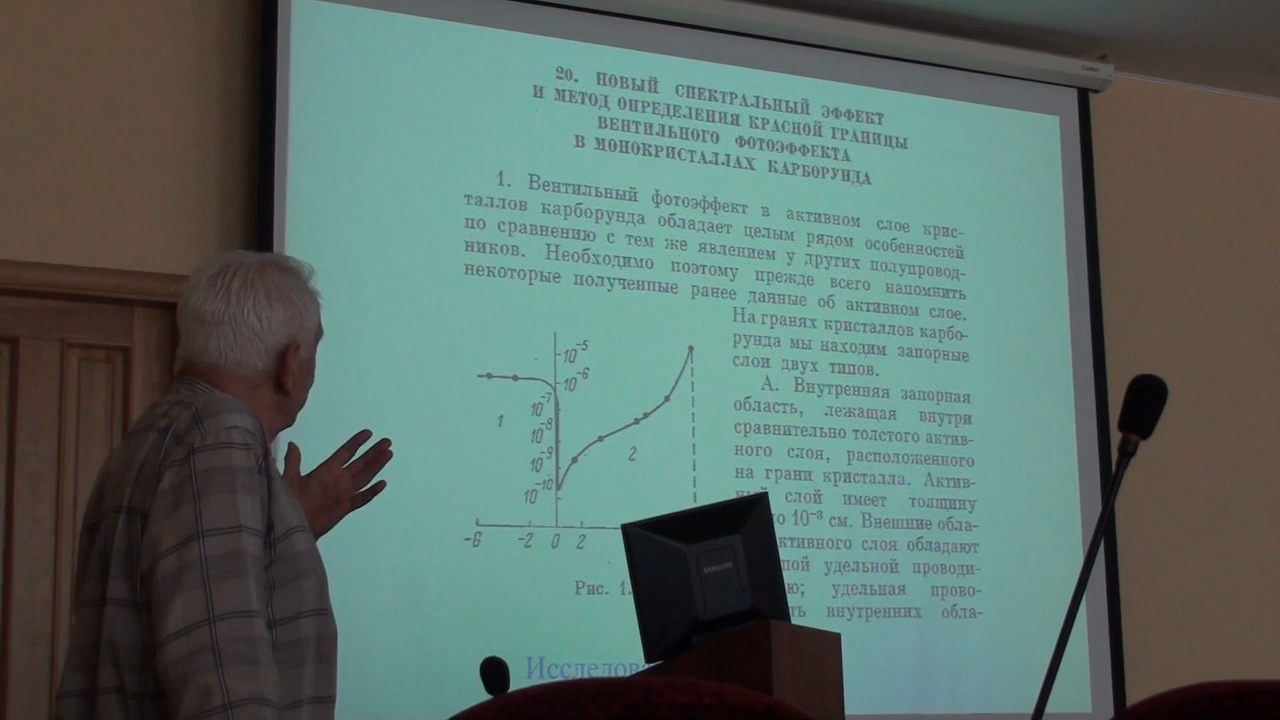 20. НОВЫЙ СПЕКТРАЛЬНЫЙ ЭФФЕКТ
И МЕТОД ОПРЕДЕЛЕНИЯ КРАСНОЙ ГРАНИЦЫ
ВЕНТИЛЬНОГО ФОТОЭФФЕКТА
В МОНОКРИСТАЛЛАХ КАРБОРУНДА
1. Вентильный фотоэффект в активном слое крис-
таллов карборунда обладает целым рядом особенностей
по сравнению с тем же явлением у других полупровод-
ников. Необходимо поэтому прежде всего напомнить
некоторые полученные ранее данные об активном слое.
На гранях кристаллов карбо-
рунда мы находим запорные
слои двух типов.
А. Внутренняя запорная
область, лежащая внутри
сравнительно толстого актив-
ного слоя, расположенного
на грани кристалла. Актив-
слой имеет толщину
10⁻³ см. Внешние обла-
ктивного слоя обладают
удельной проводи-
ю; удельная прово-
ть внутренних обла-
10⁻⁵
10⁻⁶
10⁻⁷
10⁻⁸
10⁻⁹
10⁻¹⁰
1
2
-6 -2 0 2
Рис. 1.
Исследова
SAMSUNG